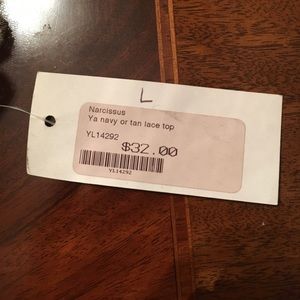 L
Narcissus
Ya navy or tan lace top
YL14292
$32.00
YL14292